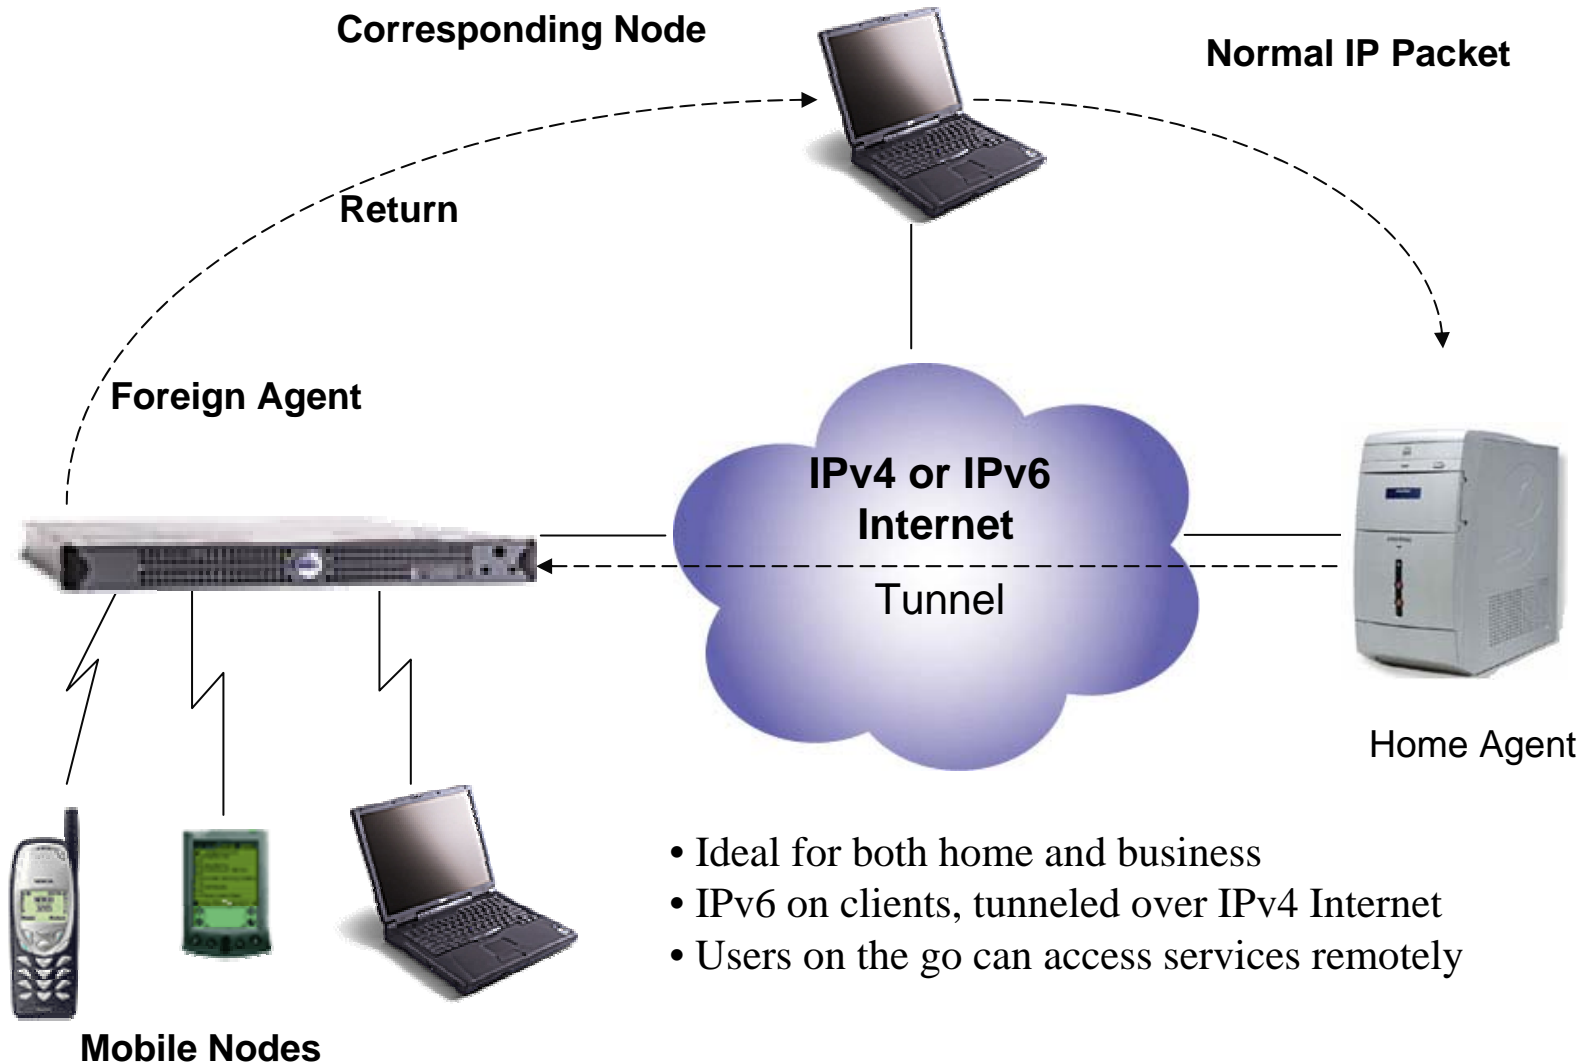 Corresponding Node
Normal IP Packet
Return
Foreign Agent
IPv4 or IPv6
Internet
Tunnel
Home Agent
• Ideal for both home and business
• IPv6 on clients, tunneled over IPv4 Internet
• Users on the go can access services remotely
Mobile Nodes